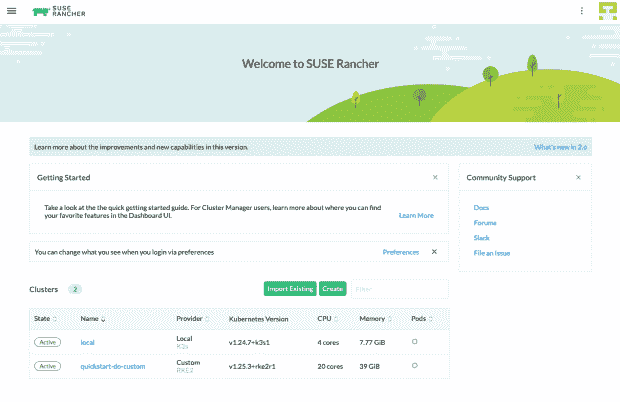 SUSE
RANCHER
Welcome to SUSE Rancher
Learn more about the improvements and new capabilities in this version.
What's new in 2.6
Getting Started
Community Support
Take a look at the the quick getting started guide. For Cluster Manager users, learn more about where you can find
your favorite features in the Dashboard UI.
Learn More
Docs
Forums
Slack
File an Issue
You can change what you see when you login via preferences
Preferences
Clusters 2
Import Existing
Create
Filter
State Name Provider Kubernetes Version CPU Memory Pods
Active local Local v1.24.7+k3s1 4 cores 7.77 GiB
K3s
Active quickstart-do-custom Custom v1.25.3+rke2r1 20 cores 39 GiB
RKE2